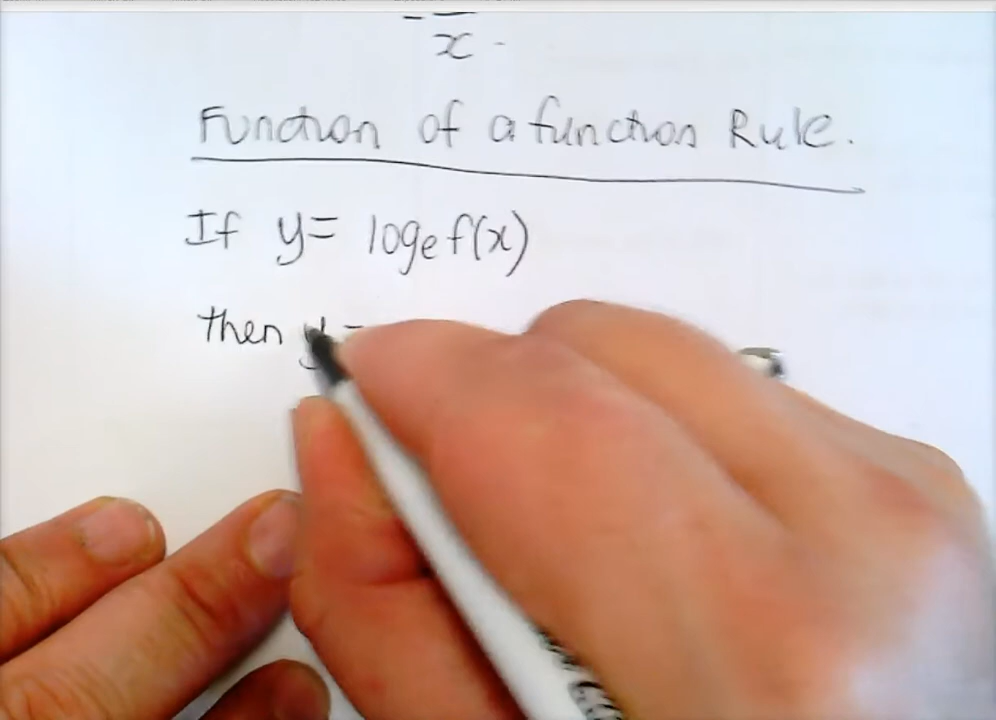 x
Function of a function Rule.
If y= logₑ f(x)
then y =